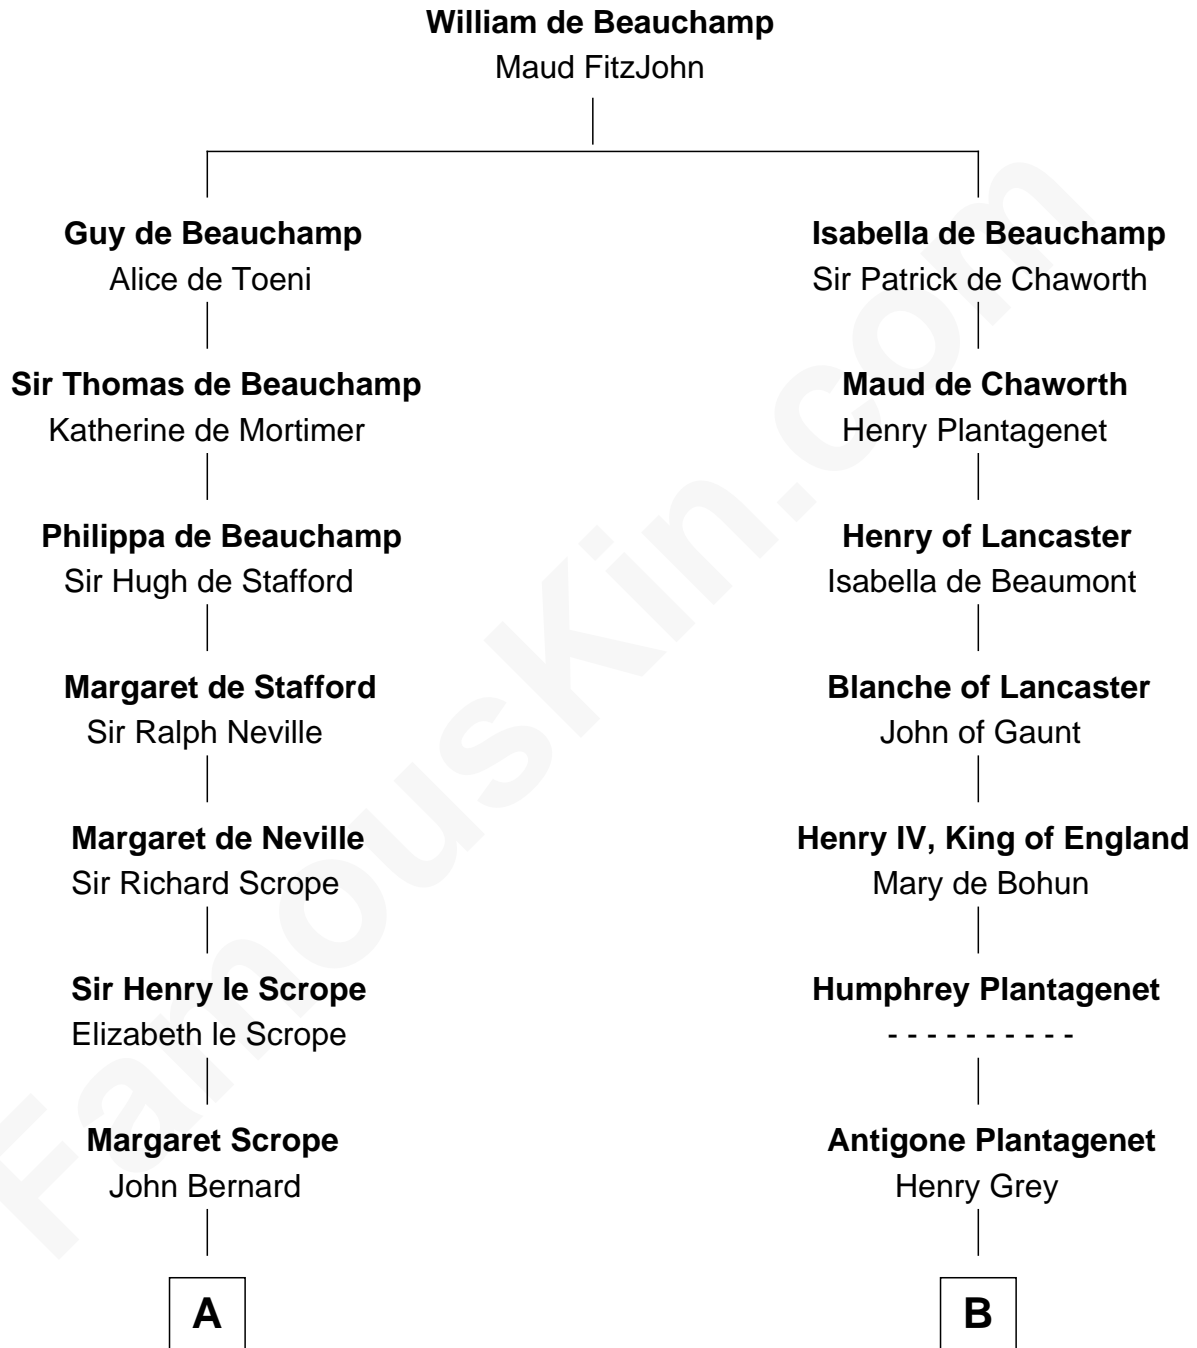 William de Beauchamp
Maud FitzJohn
Guy de Beauchamp
Alice de Toeni
Isabella de Beauchamp
Sir Patrick de Chaworth
Sir Thomas de Beauchamp
Katherine de Mortimer
Maud de Chaworth
Henry Plantagenet
Philippa de Beauchamp
Sir Hugh de Stafford
Henry of Lancaster
Isabella de Beaumont
Margaret de Stafford
Sir Ralph Neville
Blanche of Lancaster
John of Gaunt
Margaret de Neville
Sir Richard Scrope
Henry IV, King of England
Mary de Bohun
Sir Henry le Scrope
Elizabeth le Scrope
Humphrey Plantagenet
- - - - - - - - - -
Margaret Scrope
John Bernard
Antigone Plantagenet
Henry Grey
A
B
FamousKin.com